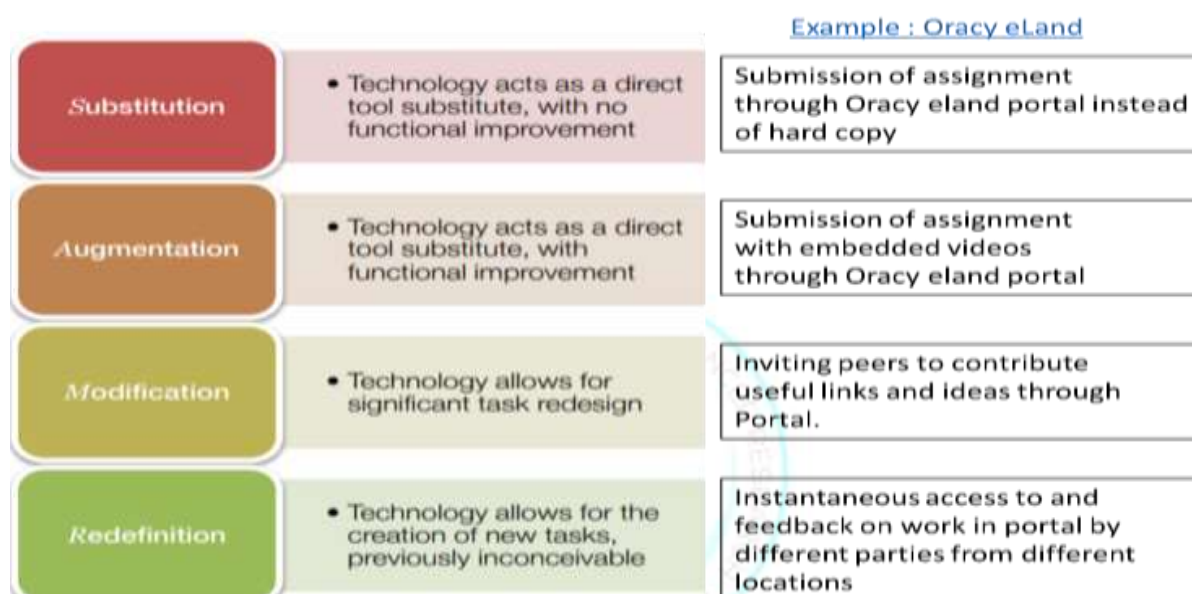 Example : Oracy eLand
Substitution
• Technology acts as a direct
tool substitute, with no
functional improvement
Submission of assignment
through Oracy eland portal instead
of hard copy
Augmentation
• Technology acts as a direct
tool substitute, with
functional improvement
Submission of assignment
with embedded videos
through Oracy eland portal
Modification
• Technology allows for
significant task redesign
Inviting peers to contribute
useful links and ideas through
Portal.
Redefinition
• Technology allows for the
creation of new tasks,
previously inconceivable
Instantaneous access to and
feedback on work in portal by
different parties from different
locations